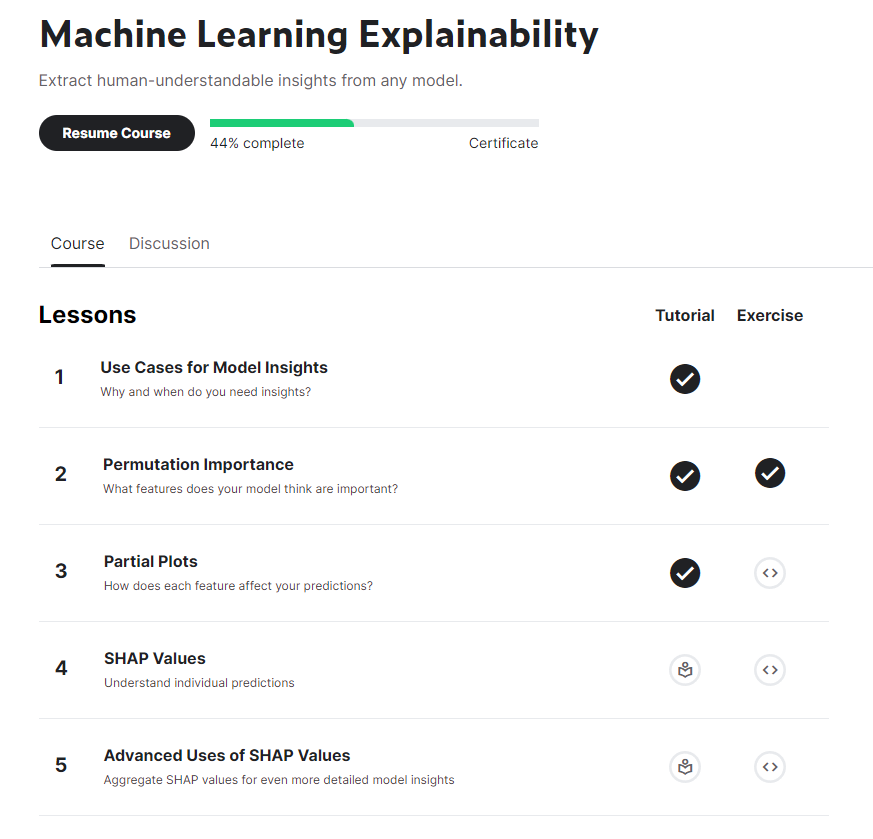 Machine Learning Explainability
Extract human-understandable insights from any model.
Resume Course
44% complete Certificate
Course Discussion
Lessons Tutorial Exercise
1 Use Cases for Model Insights
Why and when do you need insights?
2 Permutation Importance
What features does your model think are important?
3 Partial Plots
How does each feature affect your predictions?
4 SHAP Values
Understand individual predictions
5 Advanced Uses of SHAP Values
Aggregate SHAP values for even more detailed model insights